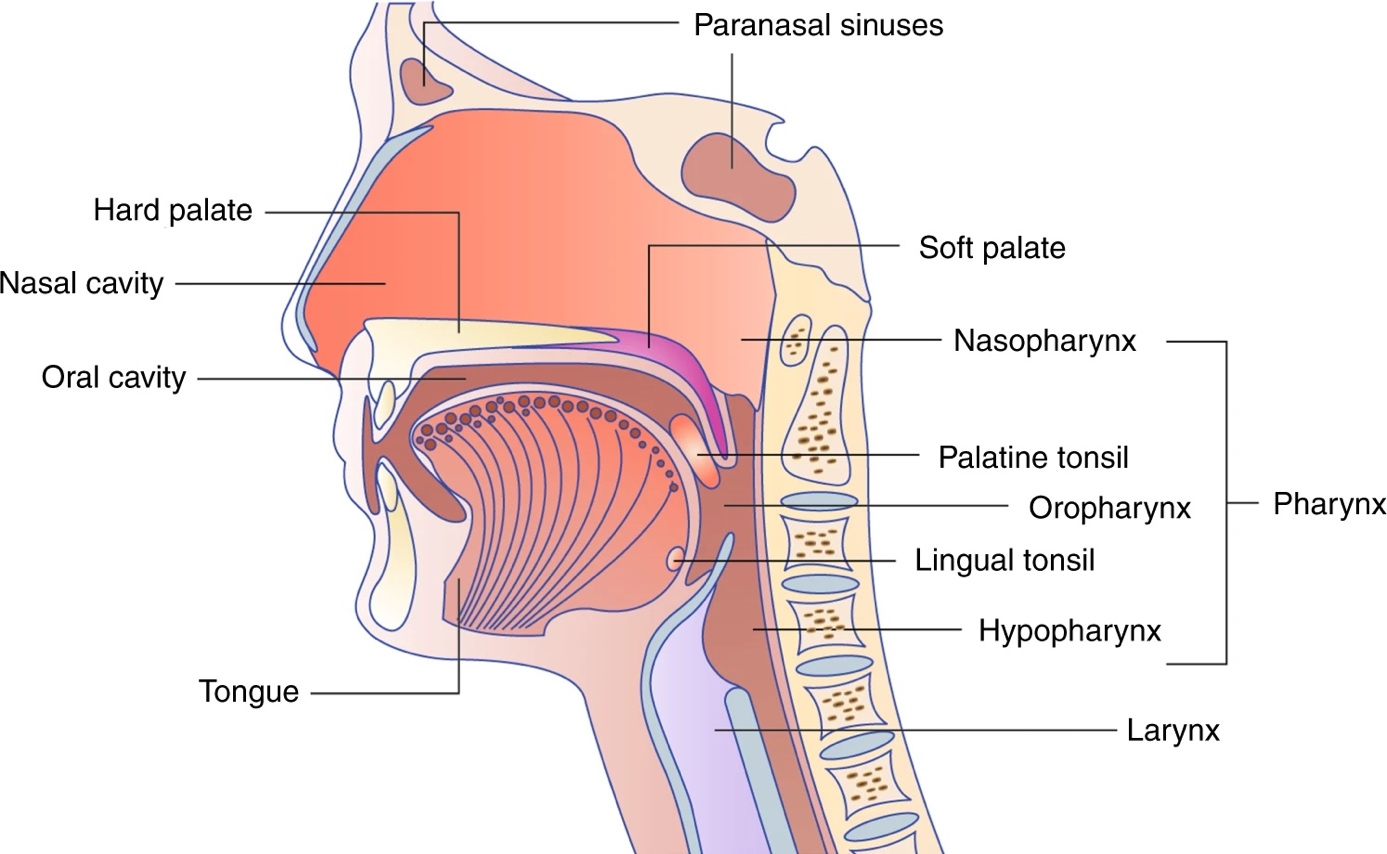 Paranasal sinuses
Hard palate
Soft palate
Nasal cavity
Nasopharynx
Oral cavity
Palatine tonsil
Oropharynx
Pharynx
Lingual tonsil
Hypopharynx
Tongue
Larynx